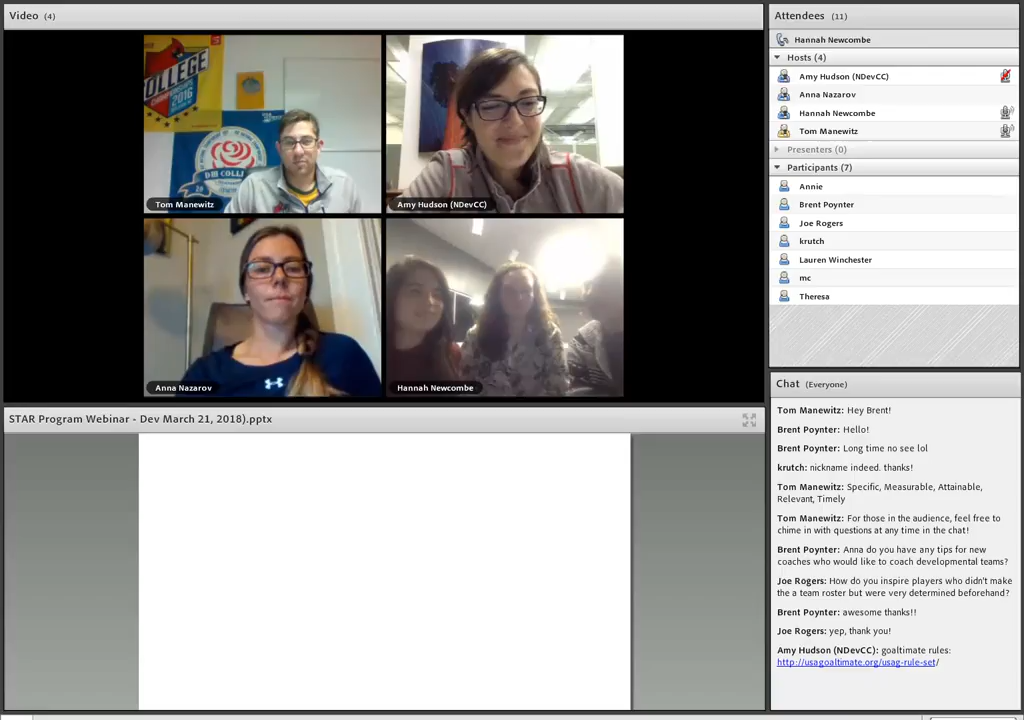 Video (4)
OLLEGE
2016
D-III COLLE
Tom Manewitz
Amy Hudson (NDevCC)
Anna Nazarov
Hannah Newcombe
STAR Program Webinar - Dev March 21, 2018).pptx
Attendees (11)
Hannah Newcombe
Hosts (4)
Amy Hudson (NDevCC)
Anna Nazarov
Hannah Newcombe
Tom Manewitz
Presenters (0)
Participants (7)
Annie
Brent Poynter
Joe Rogers
krutch
Lauren Winchester
mc
Theresa
Chat (Everyone)
Tom Manewitz: Hey Brent!
Brent Poynter: Hello!
Brent Poynter: Long time no see lol
krutch: nickname indeed. thanks!
Tom Manewitz: Specific, Measurable, Attainable,
Relevant, Timely
Tom Manewitz: For those in the audience, feel free to
chime in with questions at any time in the chat!
Brent Poynter: Anna do you have any tips for new
coaches who would like to coach developmental teams?
Joe Rogers: How do you inspire players who didn't make
the a team roster but were very determined beforehand?
Brent Poynter: awesome thanks!!
Joe Rogers: yep, thank you!
Amy Hudson (NDevCC): goaltimate rules:
http://usagoaltimate.org/usag-rule-set/